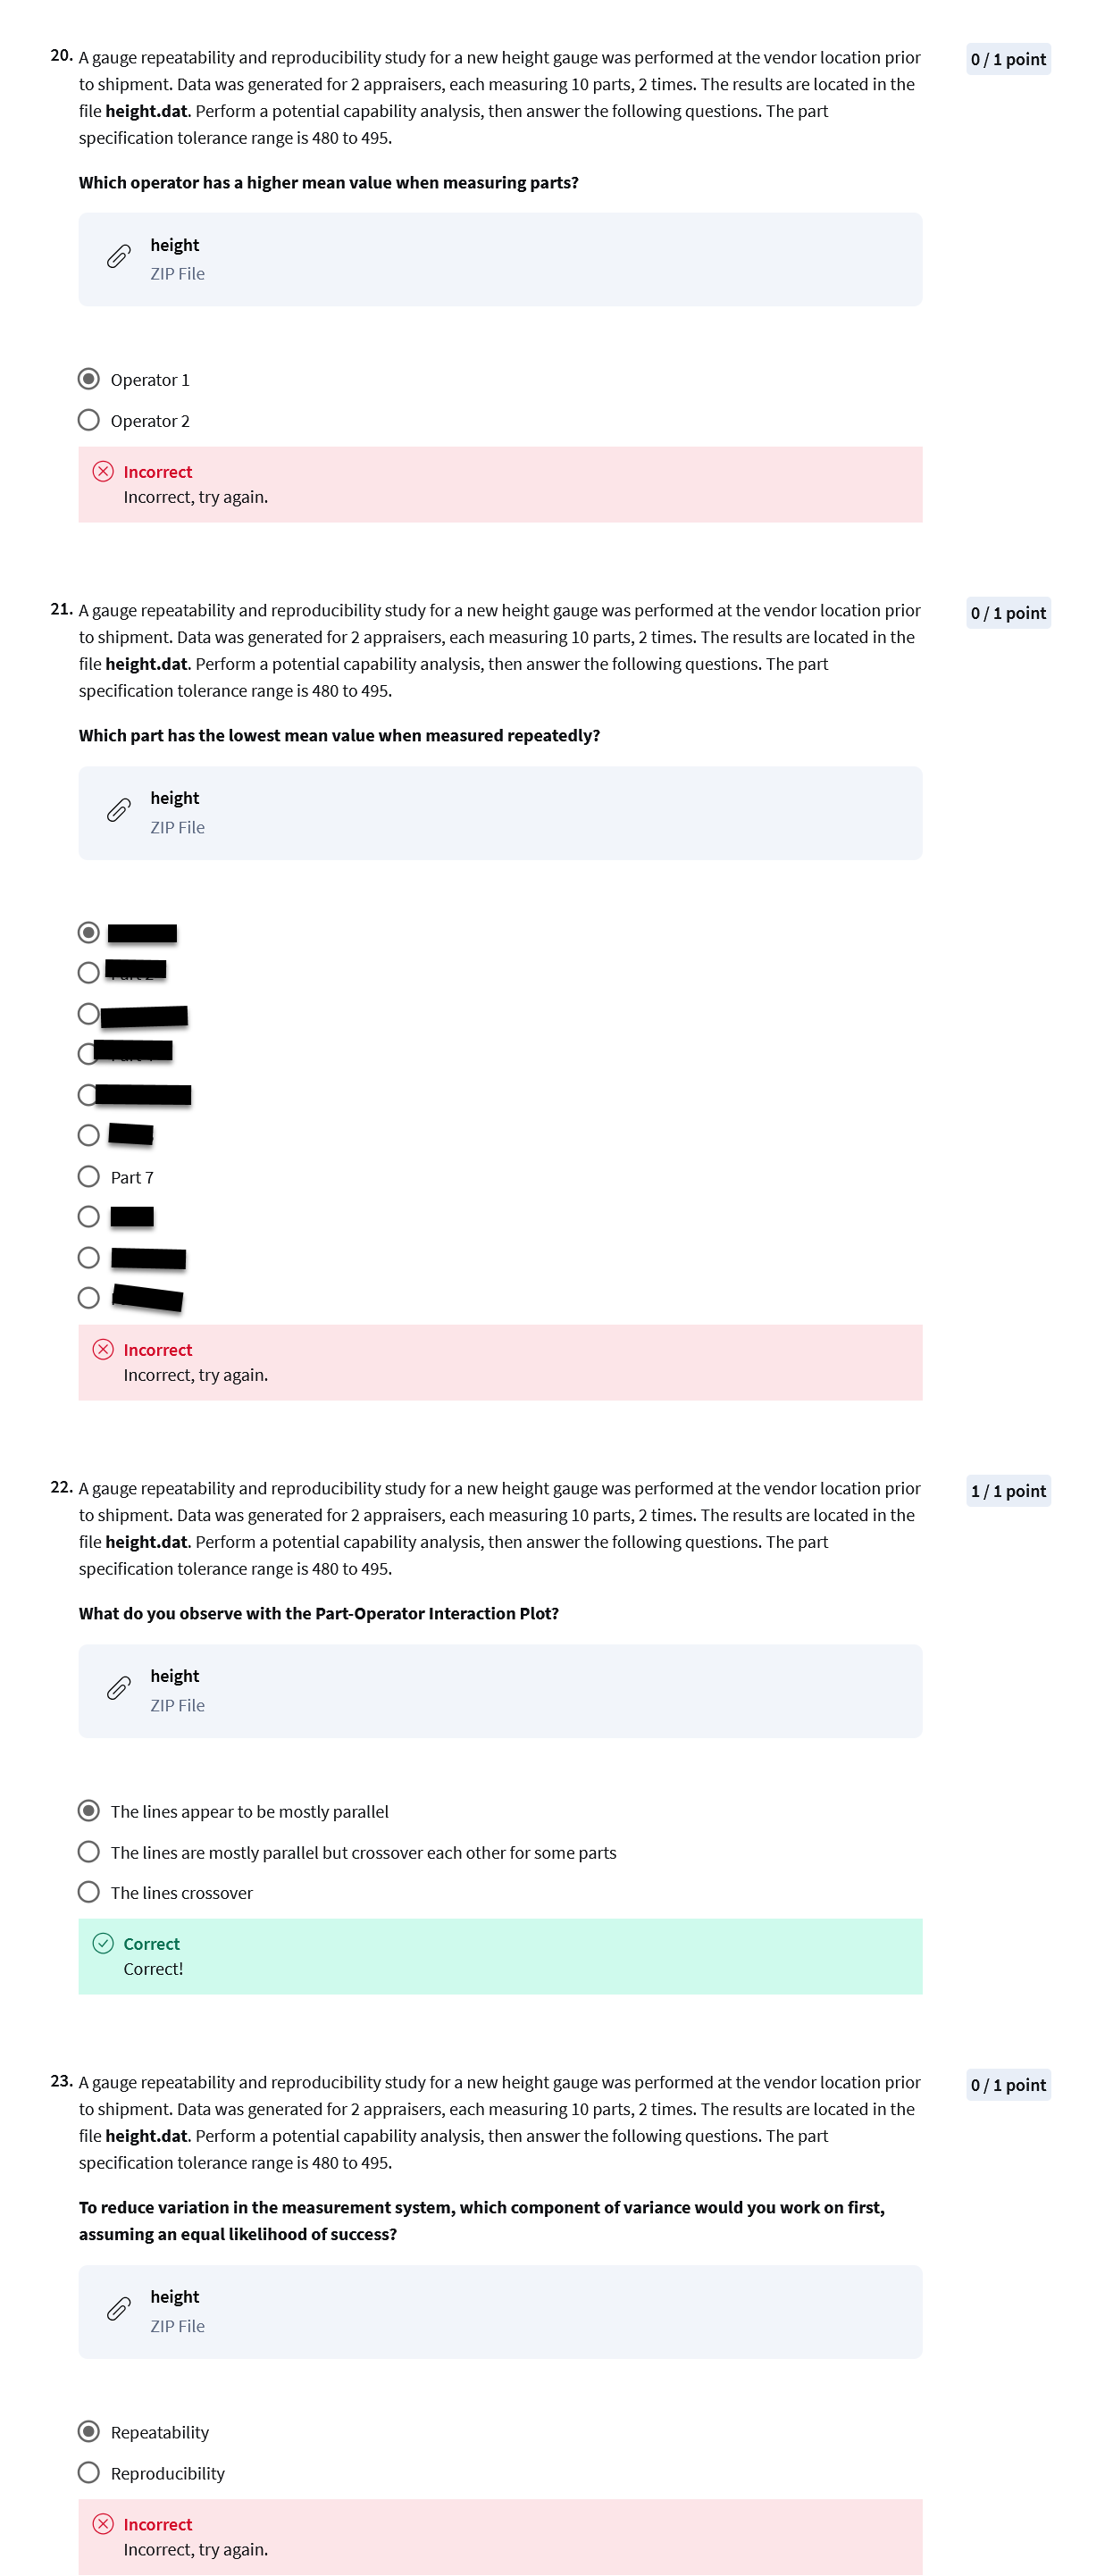 20. A gauge repeatability and reproducibility study for a new height gauge was performed at the vendor location prior
to shipment. Data was generated for 2 appraisers, each measuring 10 parts, 2 times. The results are located in the
file height.dat. Perform a potential capability analysis, then answer the following questions. The part
specification tolerance range is 480 to 495.
0 / 1 point
Which operator has a higher mean value when measuring parts?
height
ZIP File
Operator 1
Operator 2
Incorrect
Incorrect, try again.
21. A gauge repeatability and reproducibility study for a new height gauge was performed at the vendor location prior
to shipment. Data was generated for 2 appraisers, each measuring 10 parts, 2 times. The results are located in the
file height.dat. Perform a potential capability analysis, then answer the following questions. The part
specification tolerance range is 480 to 495.
0 / 1 point
Which part has the lowest mean value when measured repeatedly?
height
ZIP File
Part 7
Incorrect
Incorrect, try again.
22. A gauge repeatability and reproducibility study for a new height gauge was performed at the vendor location prior
to shipment. Data was generated for 2 appraisers, each measuring 10 parts, 2 times. The results are located in the
file height.dat. Perform a potential capability analysis, then answer the following questions. The part
specification tolerance range is 480 to 495.
1 / 1 point
What do you observe with the Part-Operator Interaction Plot?
height
ZIP File
The lines appear to be mostly parallel
The lines are mostly parallel but crossover each other for some parts
The lines crossover
Correct
Correct!
23. A gauge repeatability and reproducibility study for a new height gauge was performed at the vendor location prior
to shipment. Data was generated for 2 appraisers, each measuring 10 parts, 2 times. The results are located in the
file height.dat. Perform a potential capability analysis, then answer the following questions. The part
specification tolerance range is 480 to 495.
0 / 1 point
To reduce variation in the measurement system, which component of variance would you work on first,
assuming an equal likelihood of success?
height
ZIP File
Repeatability
Reproducibility
Incorrect
Incorrect, try again.